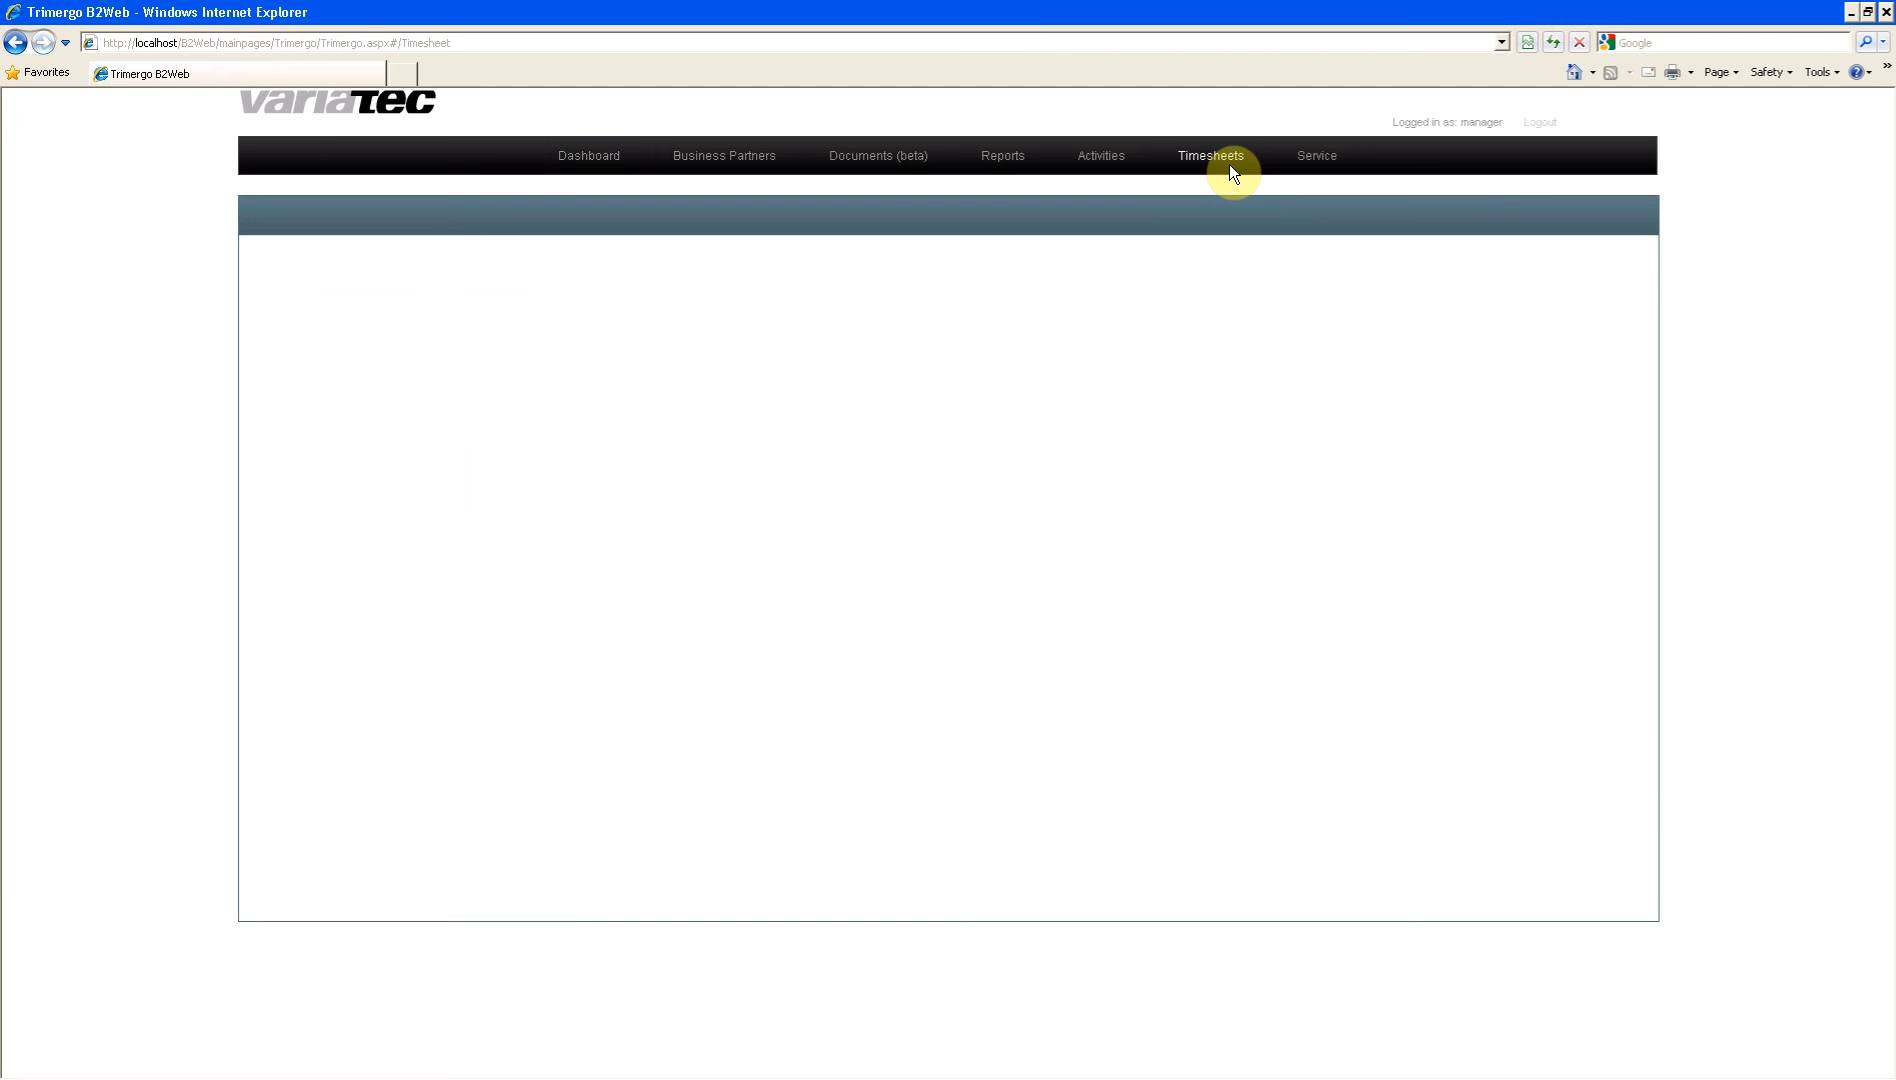 Trimergo B2Web - Windows Internet Explorer
http://localhost/B2Web/mainpages/Trimergo/Trimergo.aspx#/Timesheet
Google
Favorites
Trimergo B2Web
Page
Safety
Tools
variatec
Logged in as: manager
Logout
Dashboard
Business Partners
Documents (beta)
Reports
Activities
Timesheets
Service